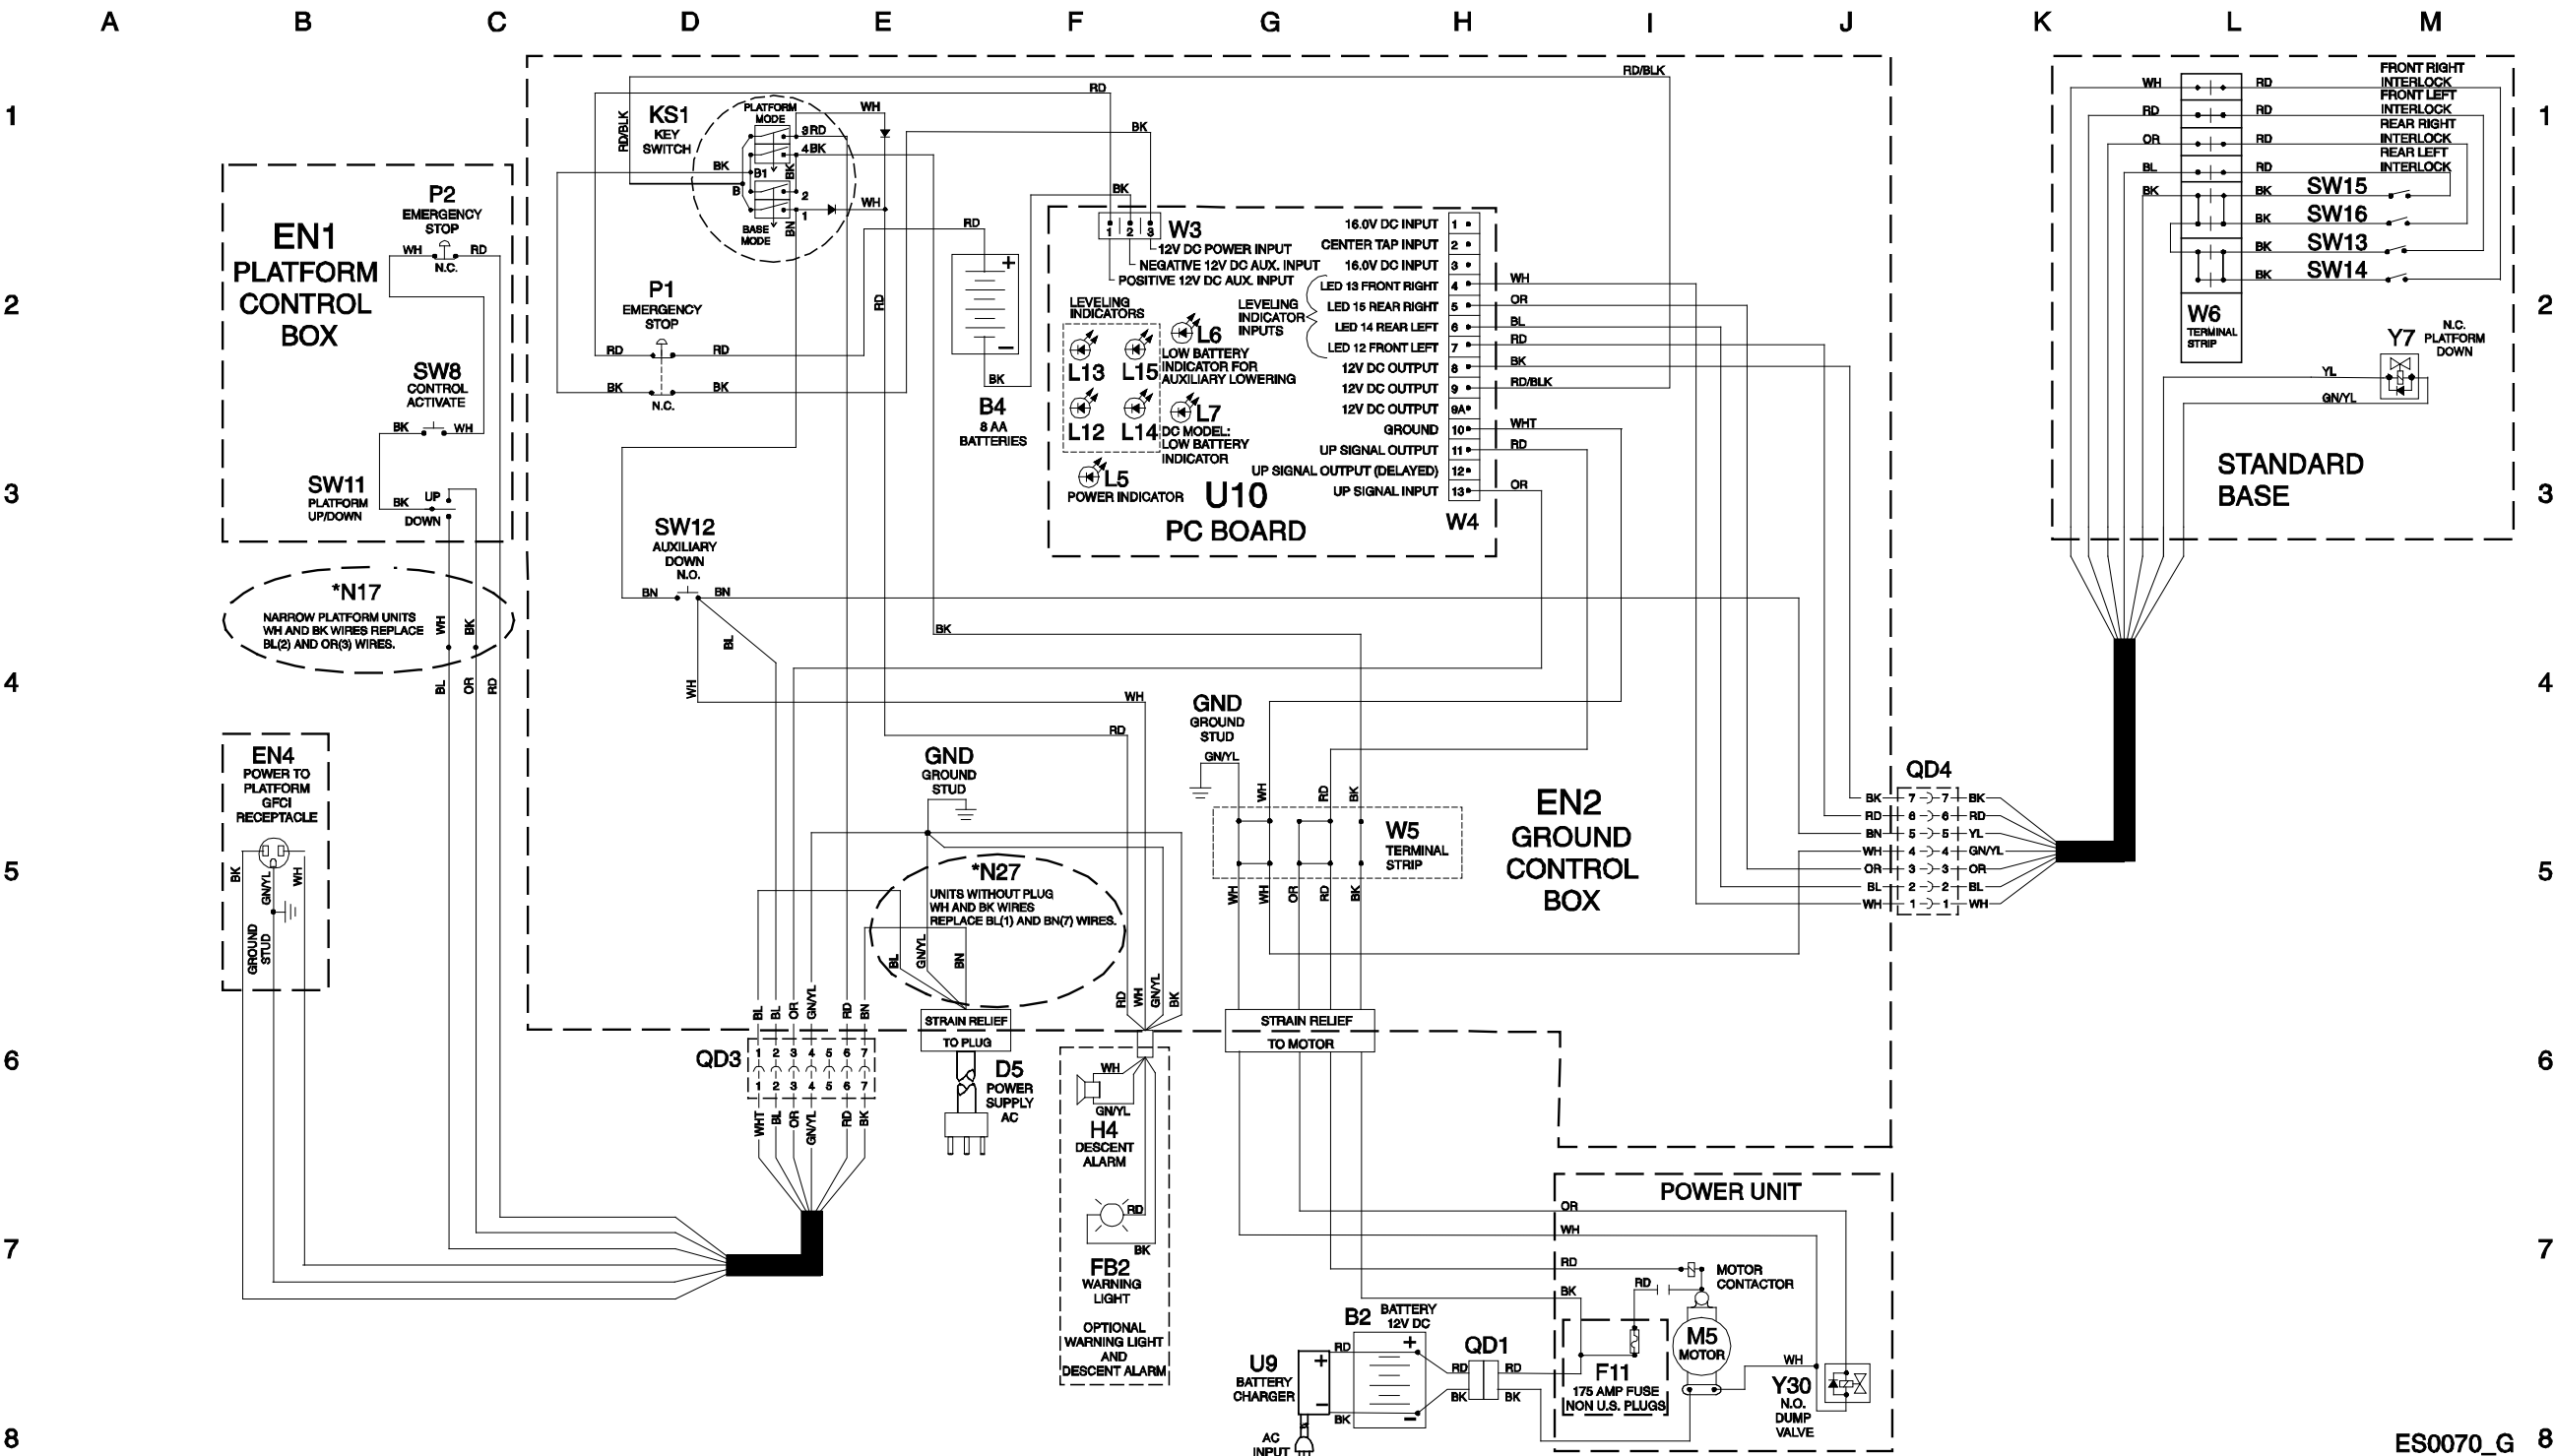 A B C D E F G H I J K L M
1
2
3
4
5
6
7
8
EN1
PLATFORM
CONTROL
BOX
P2
EMERGENCY
STOP
WH
RD
N.C.
SW8
CONTROL
ACTIVATE
BK
WH
SW11
PLATFORM
UP/DOWN
BK
UP
DOWN
*N17
NARROW PLATFORM UNITS
WH AND BK WIRES REPLACE
BL(2) AND OR(3) WIRES.
WH
BK
BL
OR
RD
EN4
POWER TO
PLATFORM
GFCI
RECEPTACLE
BK
GN/YL
WH
GROUND
STUD
RD/BLK
RD
RD/BLK
KS1
KEY
SWITCH
PLATFORM
MODE
3 RD
4 BK
BK
B1
BK
B
2
1
BN
BASE
MODE
WH
WH
BK
RD
RD
BK
P1
EMERGENCY
STOP
RD
RD
BK
BK
N.C.
B4
8 AA
BATTERIES
+
−
BK
W3
1 2 3
12V DC POWER INPUT
NEGATIVE 12V DC AUX. INPUT
POSITIVE 12V DC AUX. INPUT
LEVELING
INDICATORS
L13
L15
L12
L14
L6
LOW BATTERY
INDICATOR FOR
AUXILIARY LOWERING
L7
DC MODEL:
LOW BATTERY
INDICATOR
L5
POWER INDICATOR
U10
PC BOARD
LEVELING
INDICATOR
INPUTS
16.0V DC INPUT 1
CENTER TAP INPUT 2
16.0V DC INPUT 3
LED 13 FRONT RIGHT 4 WH
LED 15 REAR RIGHT 5 OR
LED 14 REAR LEFT 6 BL
LED 12 FRONT LEFT 7 RD
12V DC OUTPUT 8 BK
12V DC OUTPUT 9 RD/BLK
12V DC OUTPUT 9A
GROUND 10 WHT
UP SIGNAL OUTPUT 11 RD
UP SIGNAL OUTPUT (DELAYED) 12
UP SIGNAL INPUT 13 OR
W4
SW12
AUXILIARY
DOWN
N.O.
BN
BN
BL
WH
BK
WH
RD
GND
GROUND
STUD
GND
GROUND
STUD
GN/YL
WH
RD
BK
W5
TERMINAL
STRIP
WH
WH
OR
RD
BK
EN2
GROUND
CONTROL
BOX
*N27
UNITS WITHOUT PLUG
WH AND BK WIRES
REPLACE BL(1) AND BN(7) WIRES.
BL
GN/YL
BN
BL
BL
OR
GN/YL
RD
BN
RD
WH
GN/YL
BK
QD3
1 2 3 4 5 6 7
1 2 3 4 5 6 7
WHT
BL
OR
GN/YL
RD
BK
STRAIN RELIEF
TO PLUG
D5
POWER
SUPPLY
AC
WH
GN/YL
H4
DESCENT
ALARM
RD
BK
FB2
WARNING
LIGHT
OPTIONAL
WARNING LIGHT
AND
DESCENT ALARM
STRAIN RELIEF
TO MOTOR
QD4
BK 7 7 BK
RD 6 6 RD
BN 5 5 YL
WH 4 4 GN/YL
OR 3 3 OR
BL 2 2 BL
WH 1 1 WH
WH RD FRONT RIGHT
INTERLOCK
RD RD FRONT LEFT
INTERLOCK
OR RD REAR RIGHT
INTERLOCK
BL RD REAR LEFT
INTERLOCK
BK BK SW15
BK SW16
BK SW13
BK SW14
W6
TERMINAL
STRIP
Y7
N.C.
PLATFORM
DOWN
YL
GN/YL
STANDARD
BASE
POWER UNIT
OR
WH
RD
BK
RD
MOTOR
CONTACTOR
M5
MOTOR
F11
175 AMP FUSE
NON U.S. PLUGS
WH
Y30
N.O.
DUMP
VALVE
B2
BATTERY
12V DC
+
−
QD1
RD RD
BK BK
U9
BATTERY
CHARGER
+
−
RD
BK
AC
INPUT
1
2
3
4
5
6
7
8
ES0070_G